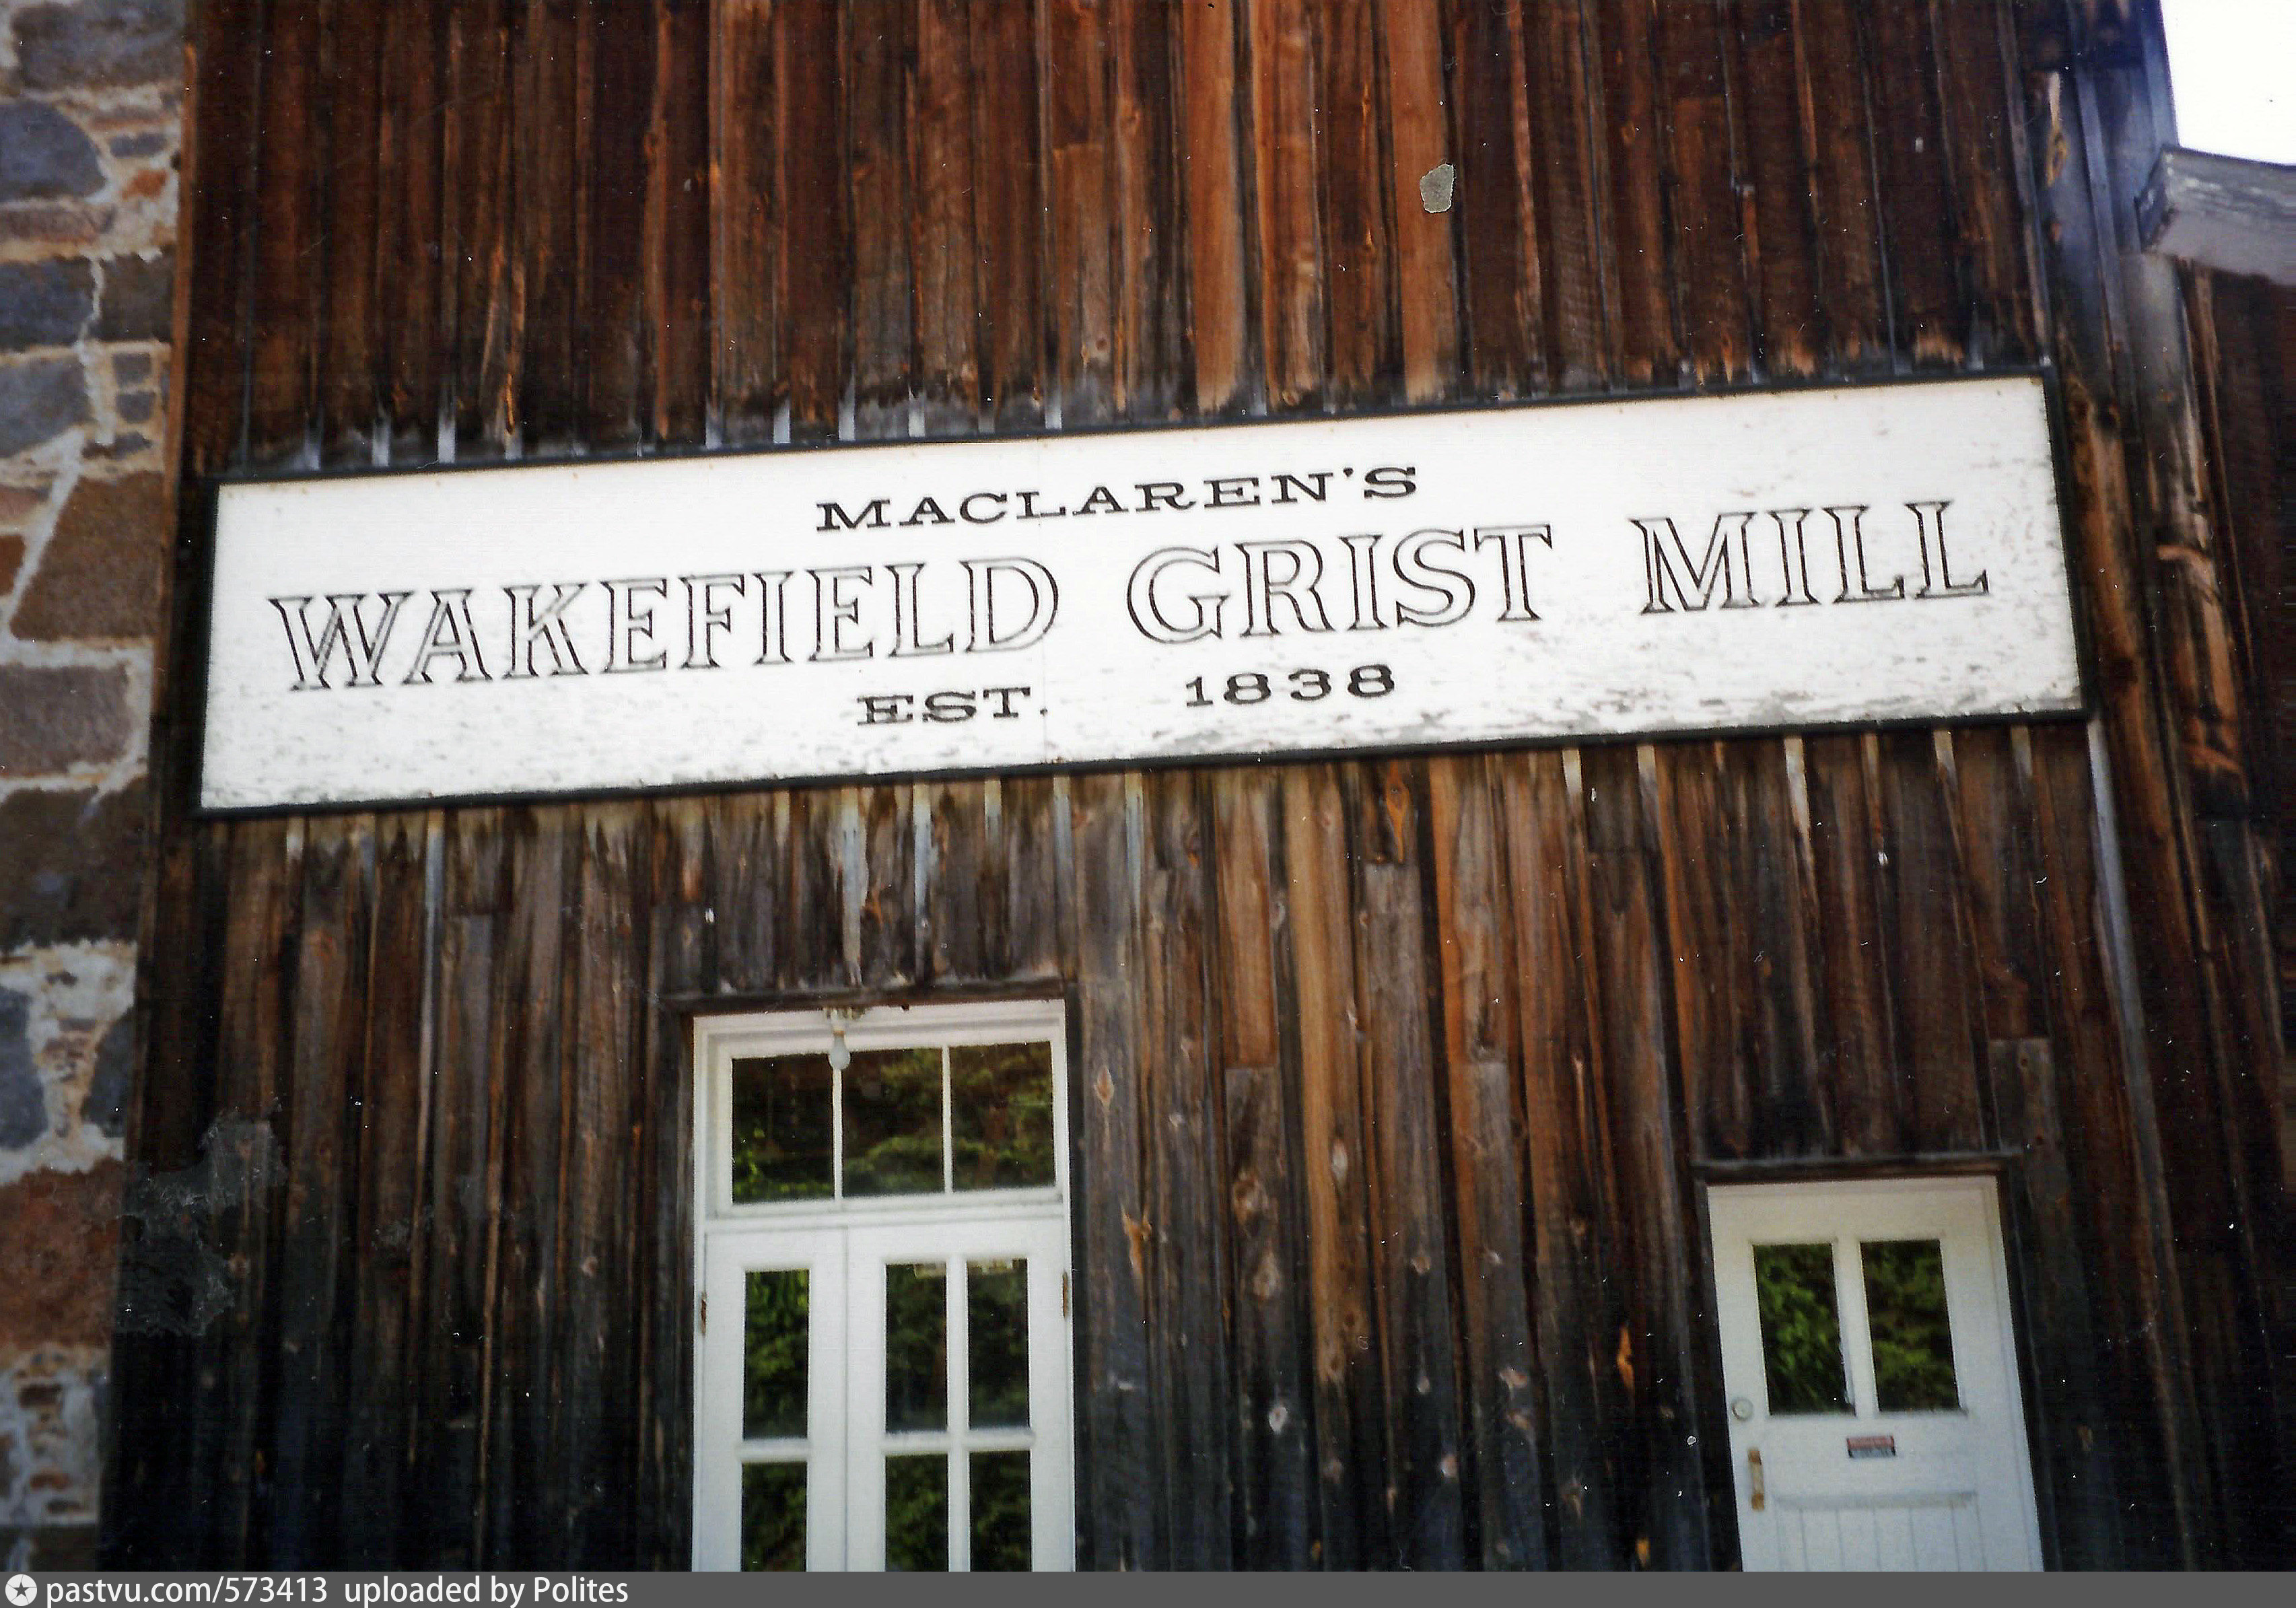 MACLAREN'S
WAKEFIELD GRIST MILL
EST. 1838
pastvu.com/573413 uploaded by Polites